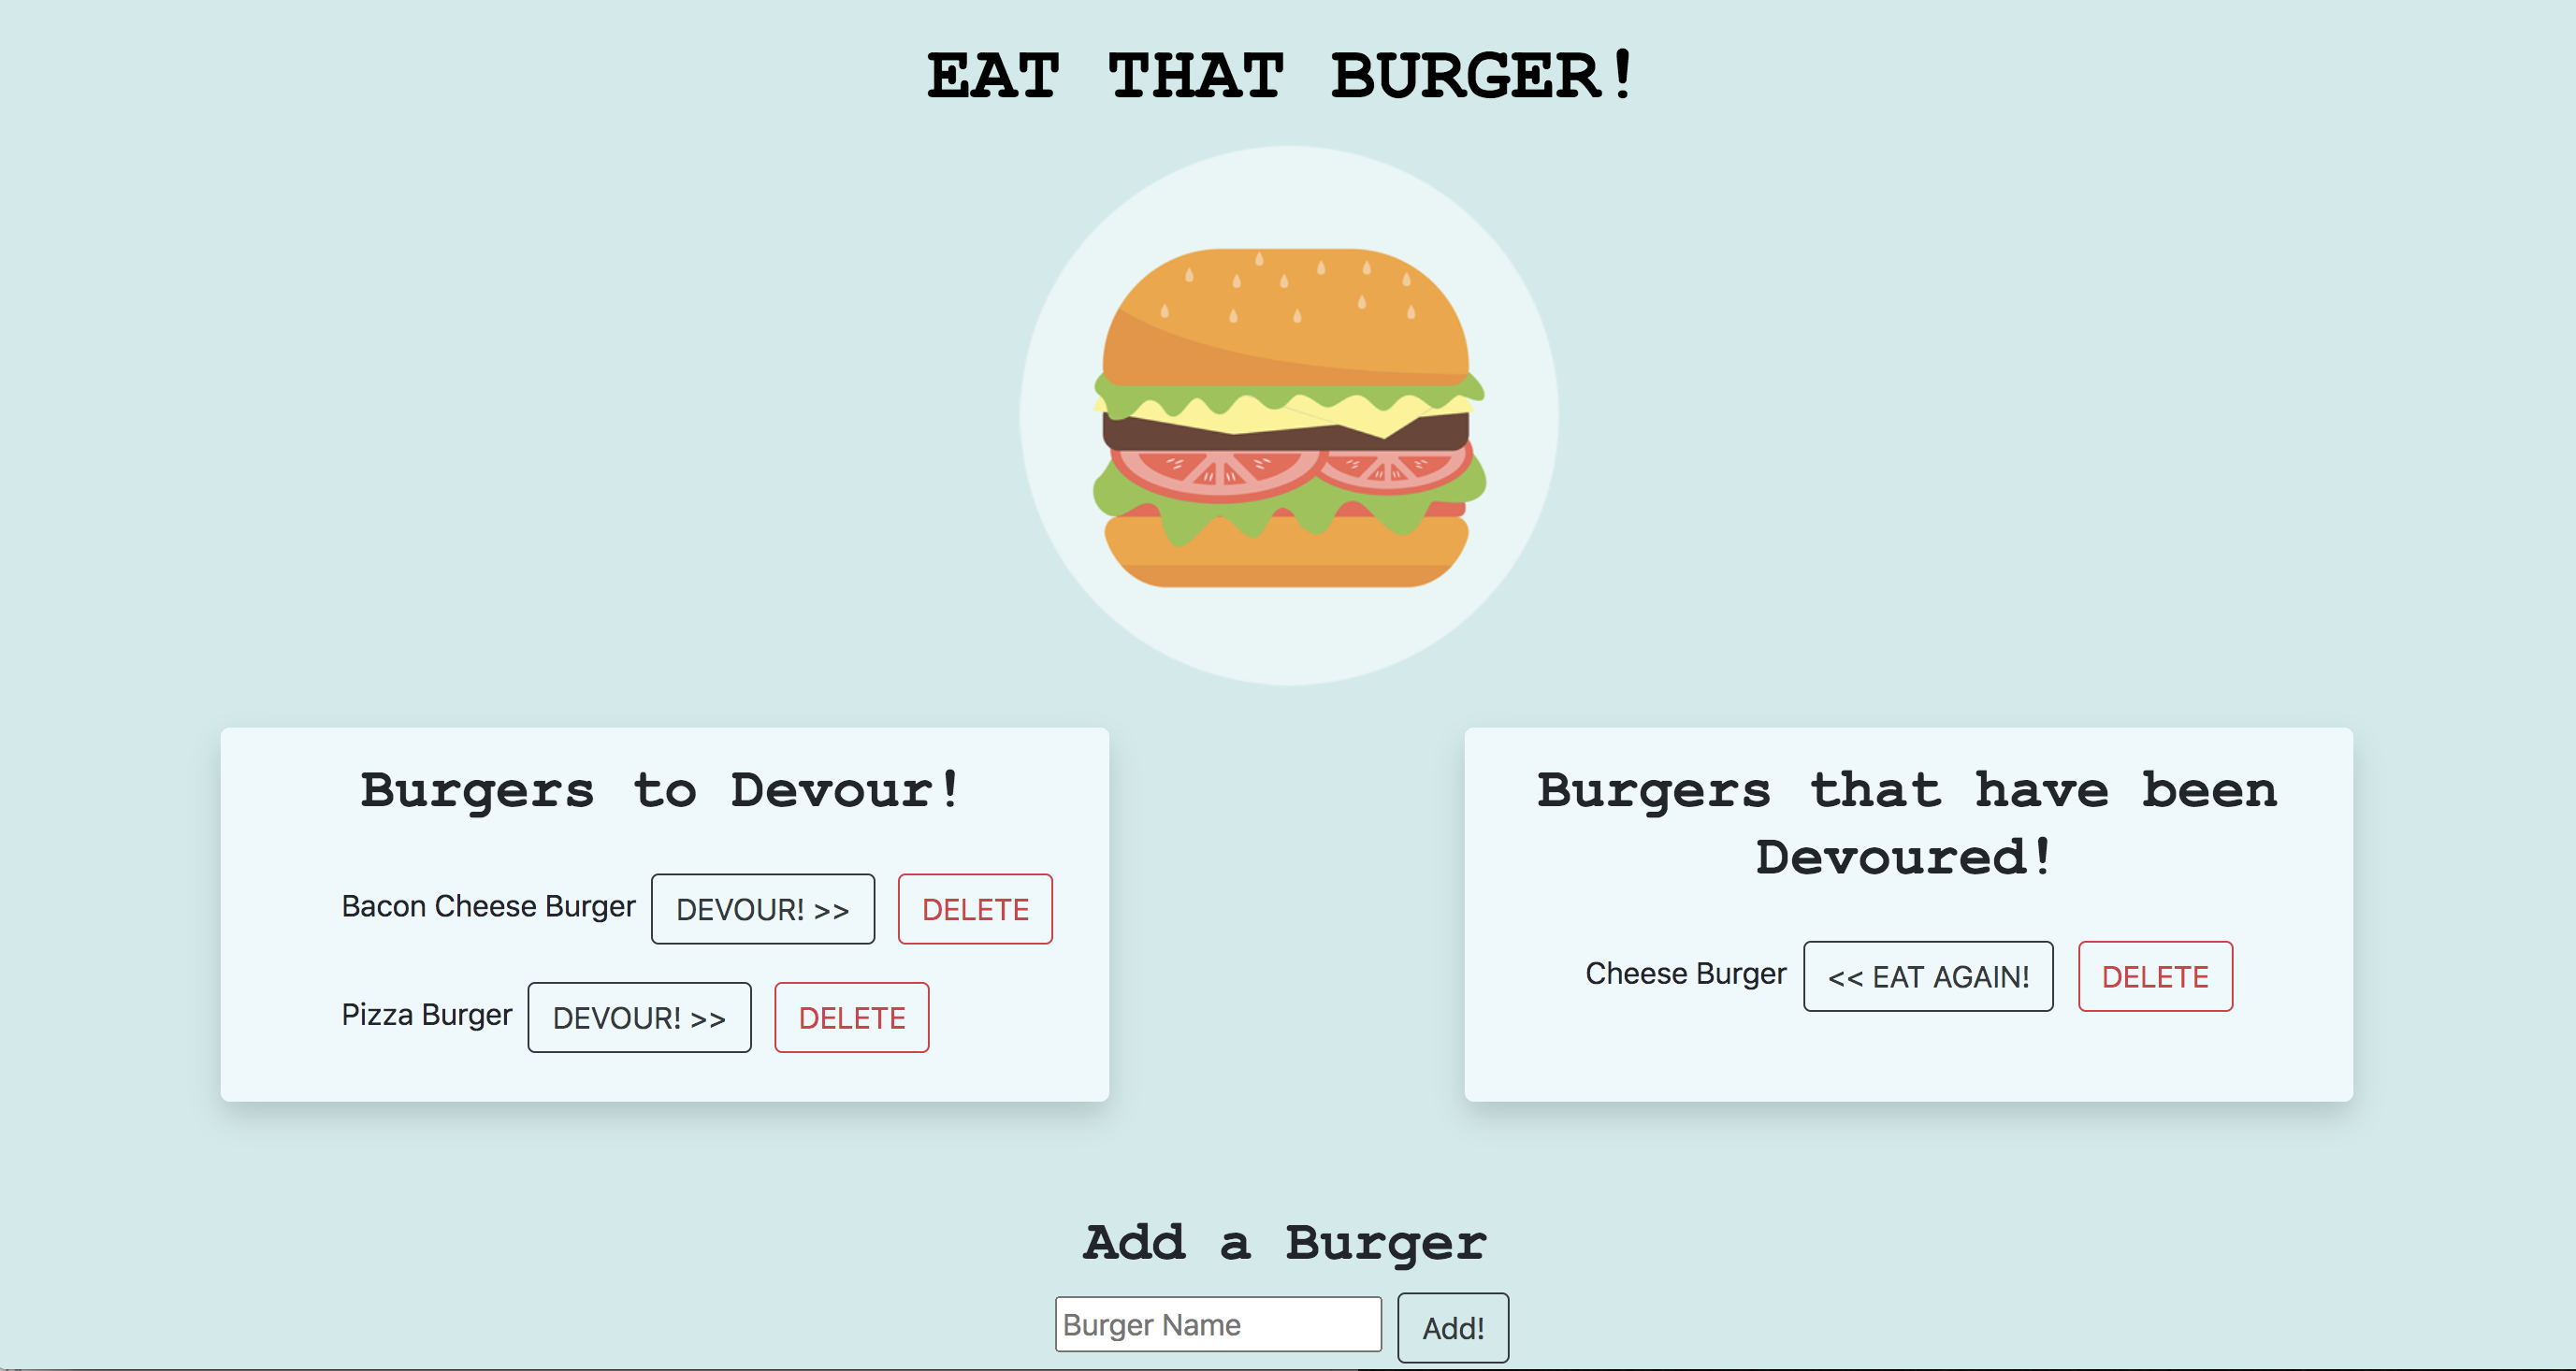 EAT THAT BURGER!
Burgers to Devour!
Bacon Cheese Burger DEVOUR! >> DELETE
Pizza Burger DEVOUR! >> DELETE
Burgers that have been
Devoured!
Cheese Burger << EAT AGAIN! DELETE
Add a Burger
Burger Name Add!